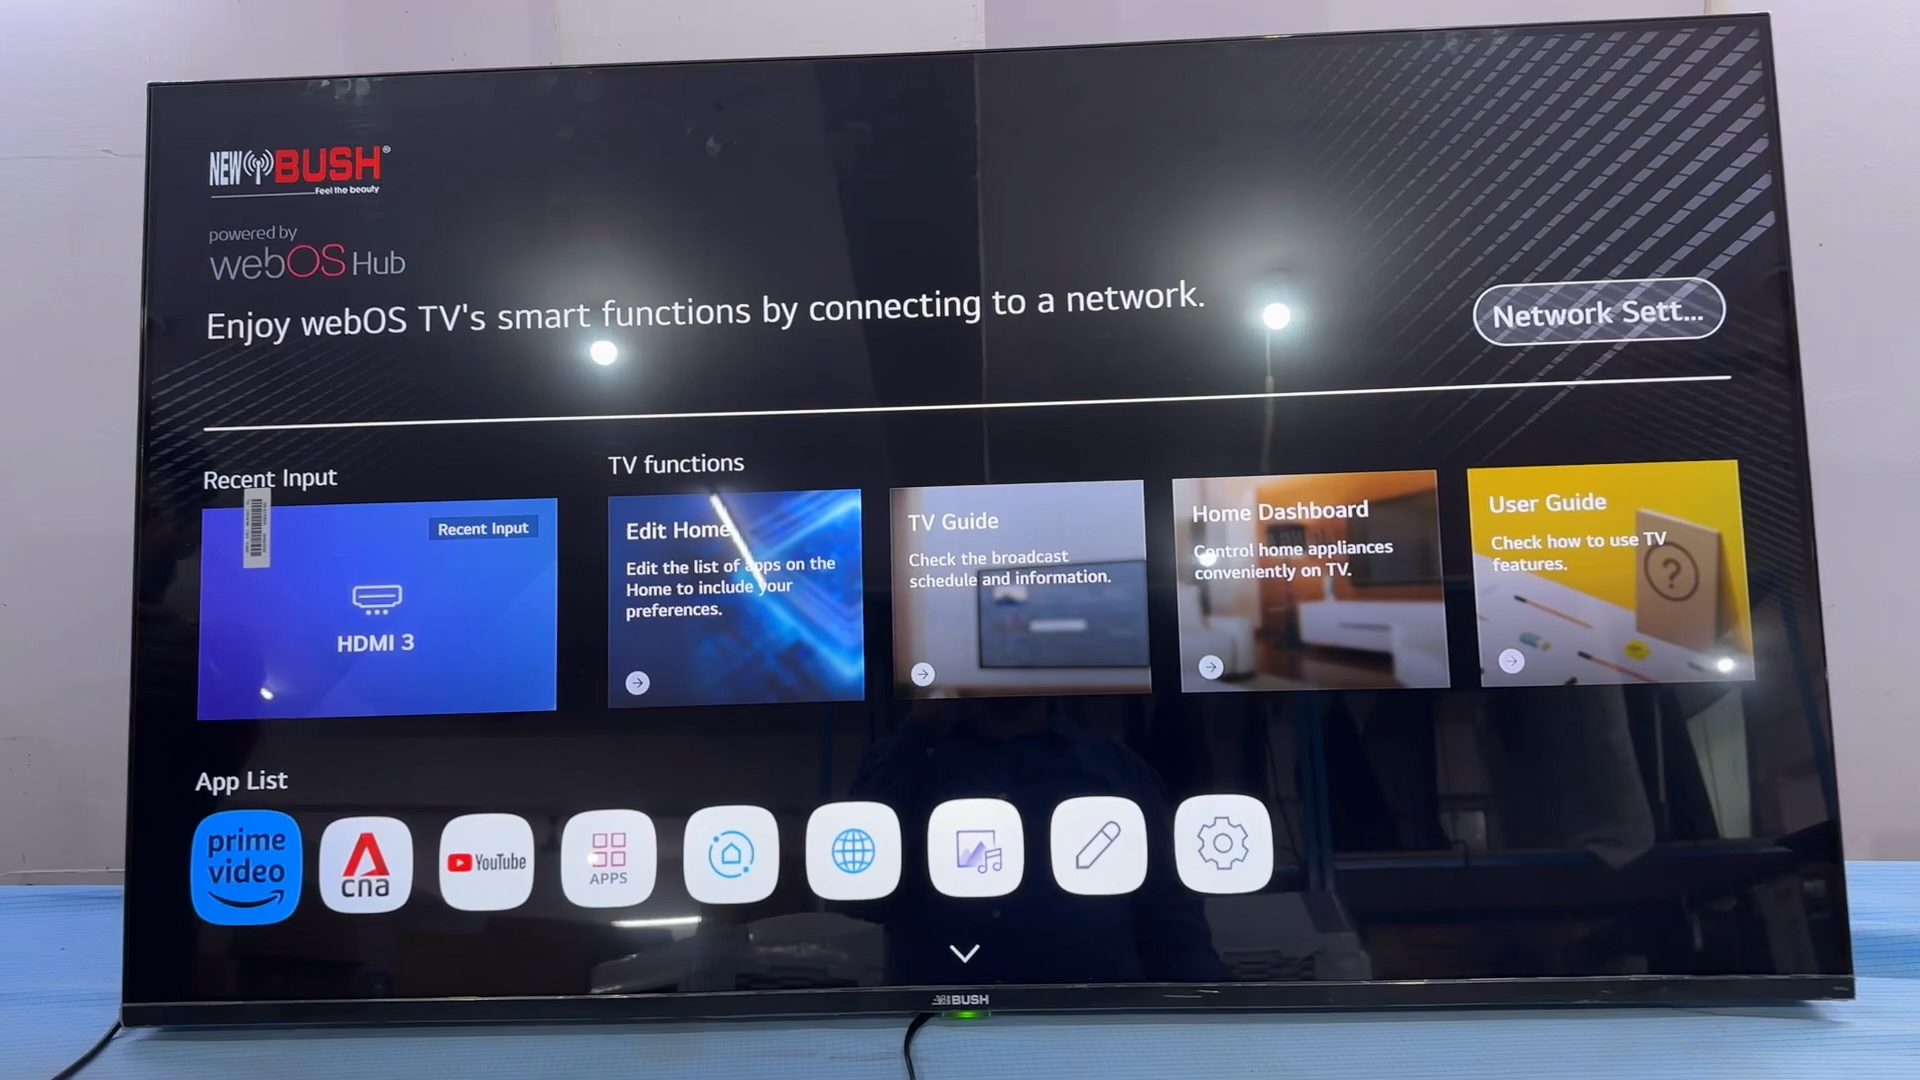 NEW BUSH®
Feel the beauty
powered by
webOS Hub
Enjoy webOS TV's smart functions by connecting to a network.
Network Sett...
Recent Input
TV functions
Recent Input
HDMI 3
Edit Home
Edit the list of apps on the
Home to include your
preferences.
TV Guide
Check the broadcast
schedule and information.
Home Dashboard
Control home appliances
conveniently on TV.
User Guide
Check how to use TV
features.
?
App List
prime
video
cna
YouTube
APPS
BUSH